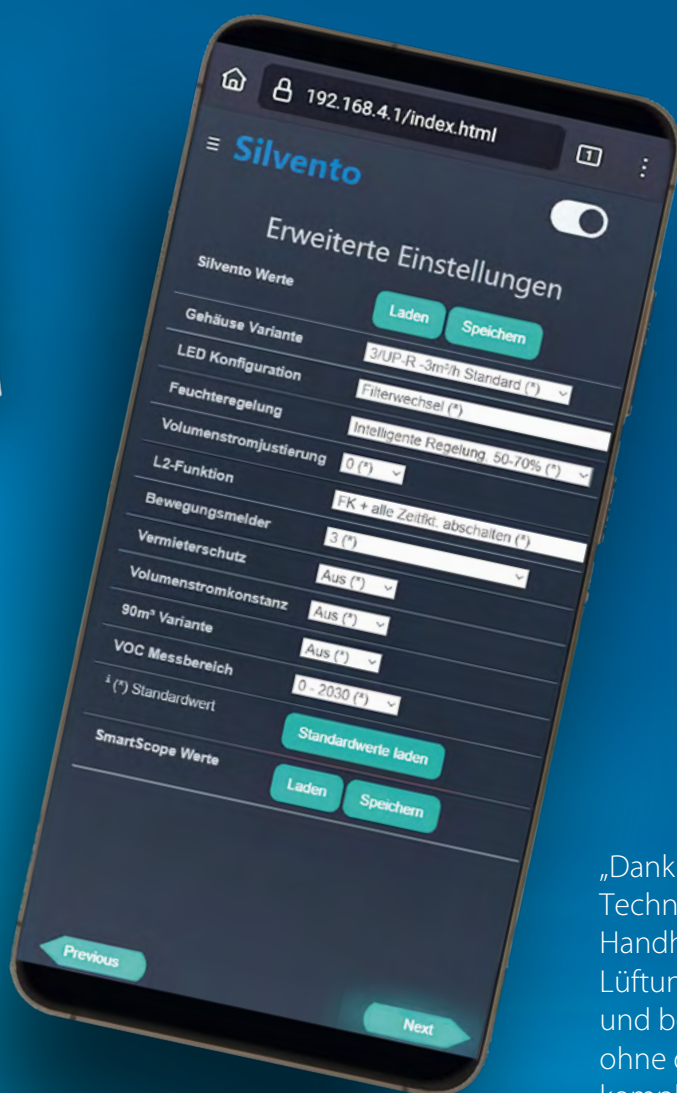 192.168.4.1/index.html 1
Silvento
Erweiterte Einstellungen
Silvento Werte Laden Speichern
Gehäuse Variante 3/UP-R -3m³/h Standard (*)
LED Konfiguration Filterwechsel (*)
Feuchteregelung Intelligente Regelung, 50-70% (*)
Volumenstromjustierung 0 (*)
L2-Funktion FK + alle Zeitfkt. abschalten (*)
Bewegungsmelder 3 (*)
Vermieterschutz Aus (*)
Volumenstromkonstanz Aus (*)
90m³ Variante Aus (*)
VOC Messbereich 0 - 2030 (*)
i (*) Standardwert Standardwerte laden
SmartScope Werte Laden Speichern
Previous
Next
„Dank
Techn
Handh
Lüftun
und b
ohne